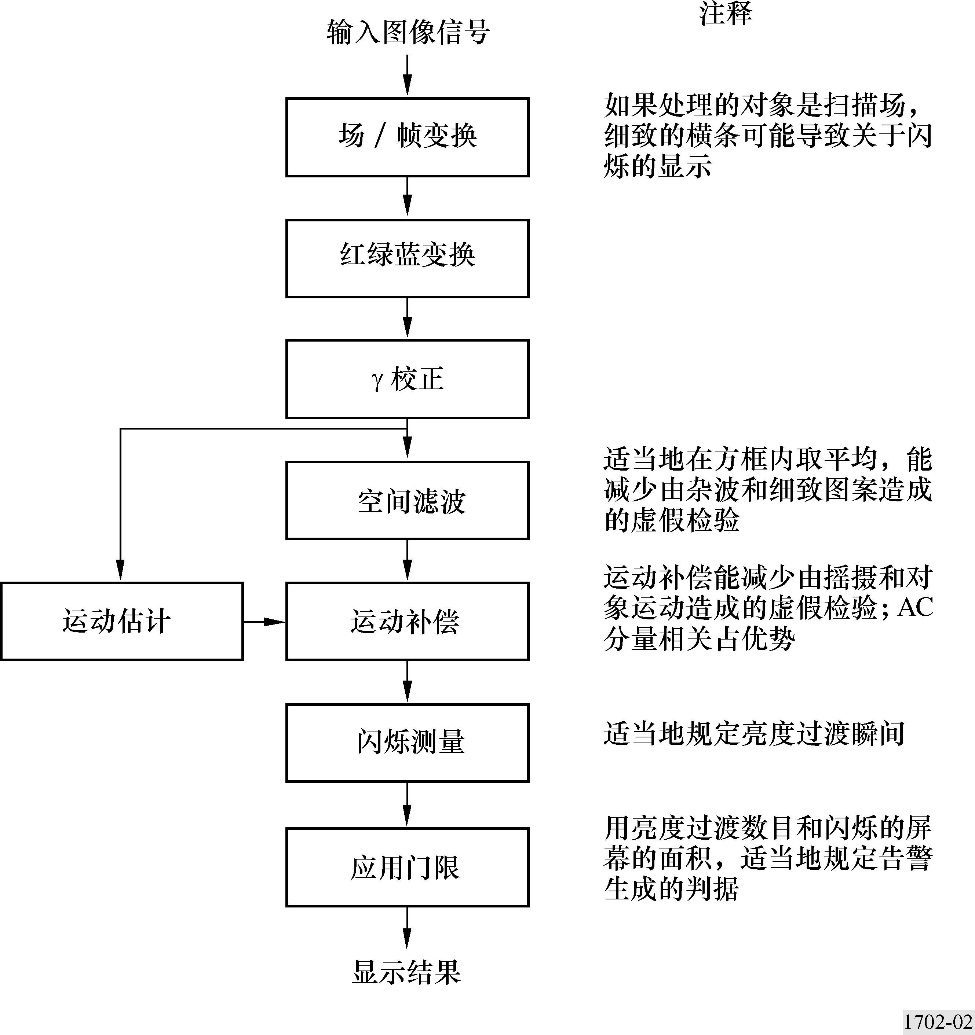 注释
输入图像信号
场 / 帧变换
如果处理的对象是扫描场，
细致的横条可能导致关于闪
烁的显示
红绿蓝变换
γ 校正
空间滤波
适当地在方框内取平均，能
减少由杂波和细致图案造成
的虚假检验
运动估计
运动补偿
运动补偿能减少由摇摄和对
象运动造成的虚假检验；AC
分量相关占优势
闪烁测量
适当地规定亮度过渡瞬间
应用门限
用亮度过渡数目和闪烁的屏
幕的面积，适当地规定告警
生成的判据
显示结果
1702-02